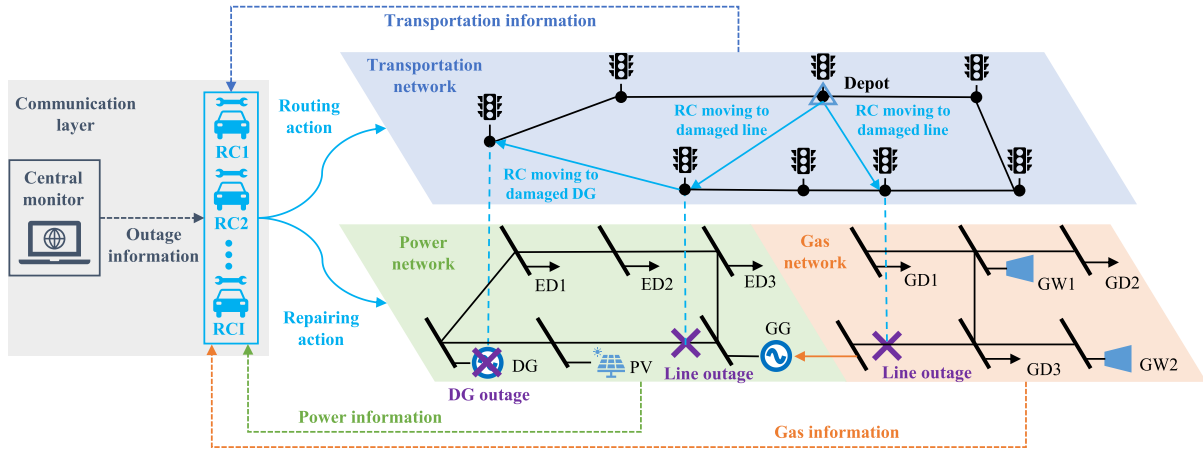 Transportation information
Communication
layer
Central
monitor
Outage
information
RC1
RC2
RCI
Routing
action
Repairing
action
Transportation
network
Depot
RC moving to
damaged line
RC moving to
damaged line
RC moving to
damaged DG
Power
network
ED1
ED2
ED3
DG
DG outage
PV
Line outage
GG
Gas
network
GD1
GW1
GD2
Line outage
GD3
GW2
Power information
Gas information